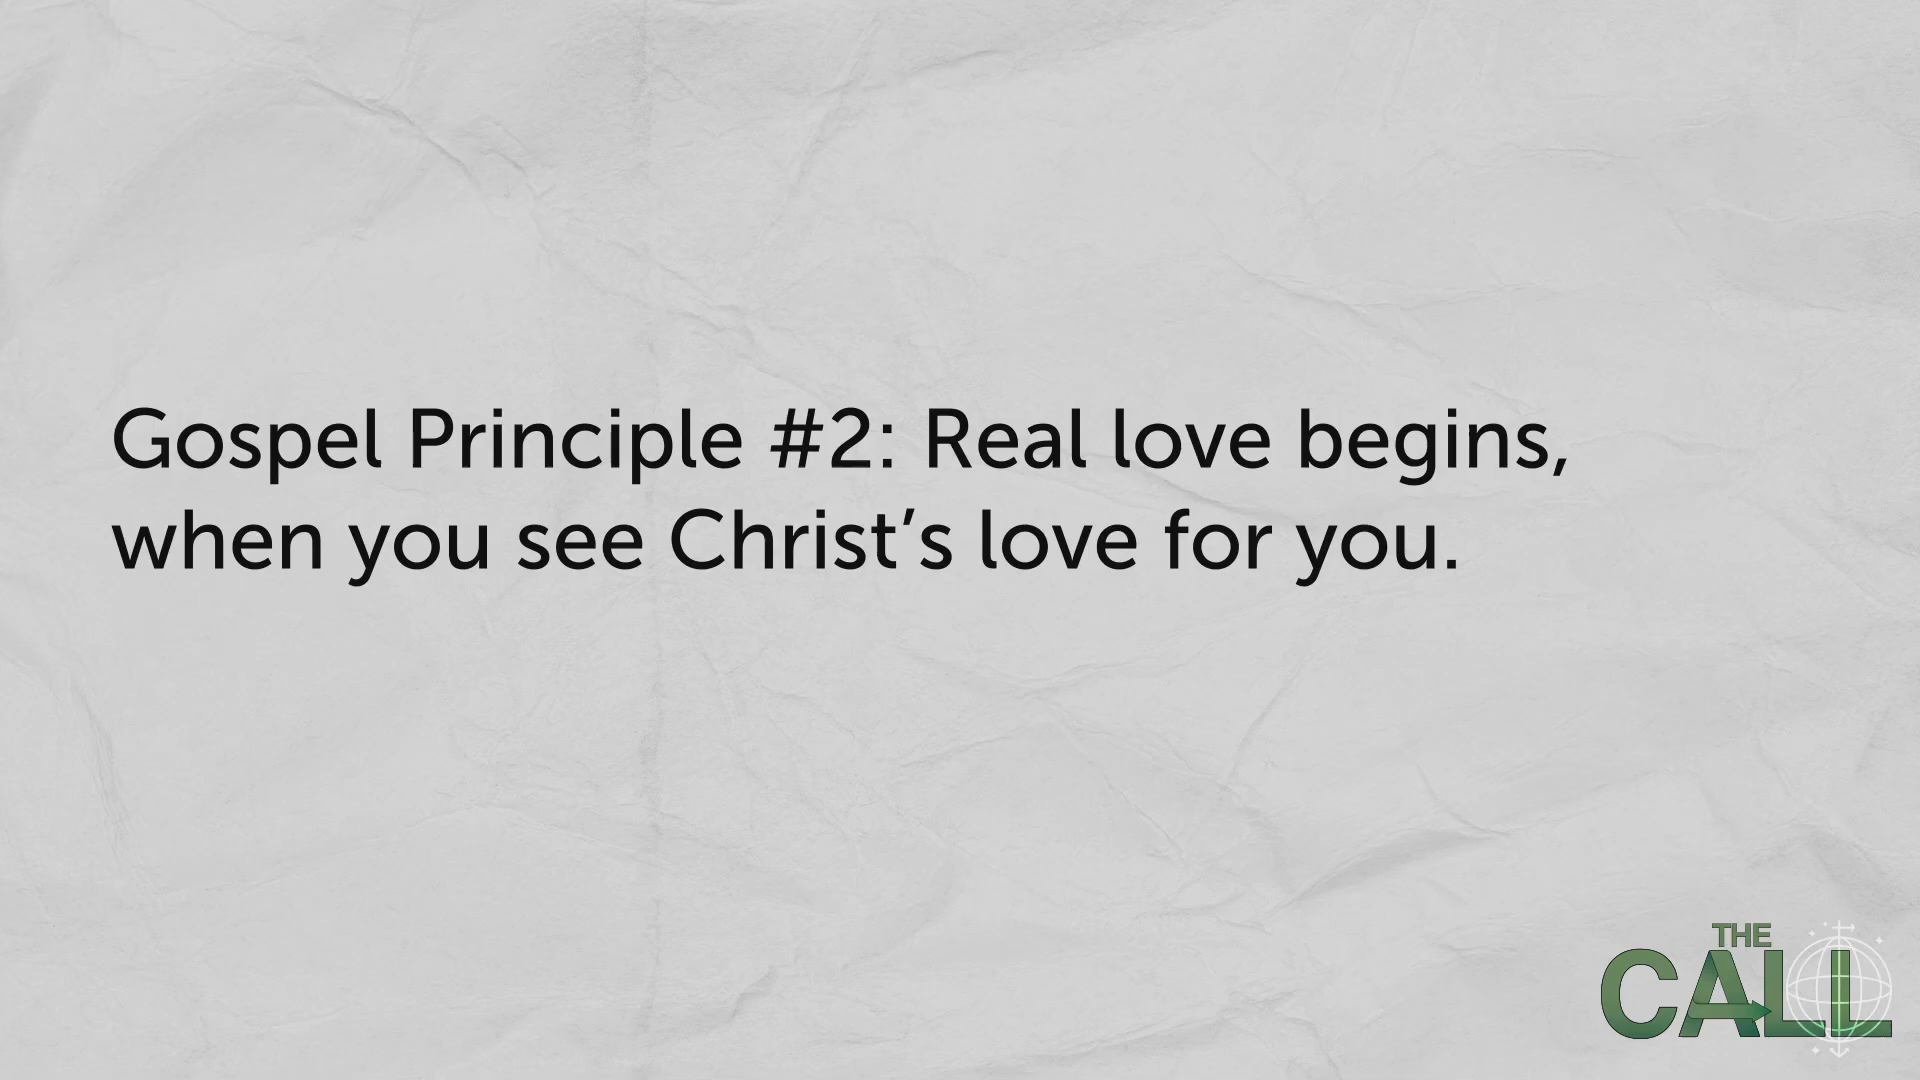 Gospel Principle #2: Real love begins,
when you see Christ’s love for you.
THE
CALL